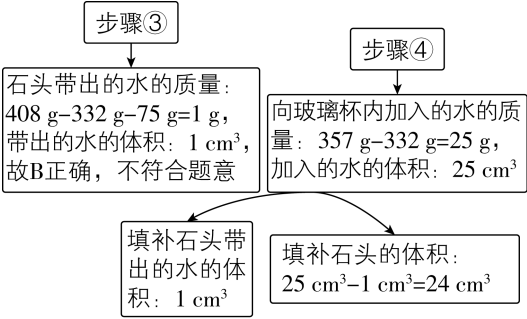 步骤③
石头带出的水的质量：
408 g−332 g−75 g=1 g，
带出的水的体积：1 cm³，
故B正确，不符合题意
步骤④
向玻璃杯内加入的水的质
量：357 g−332 g=25 g，
加入的水的体积：25 cm³
填补石头带
出的水的体
积：1 cm³
填补石头的体积：
25 cm³−1 cm³=24 cm³